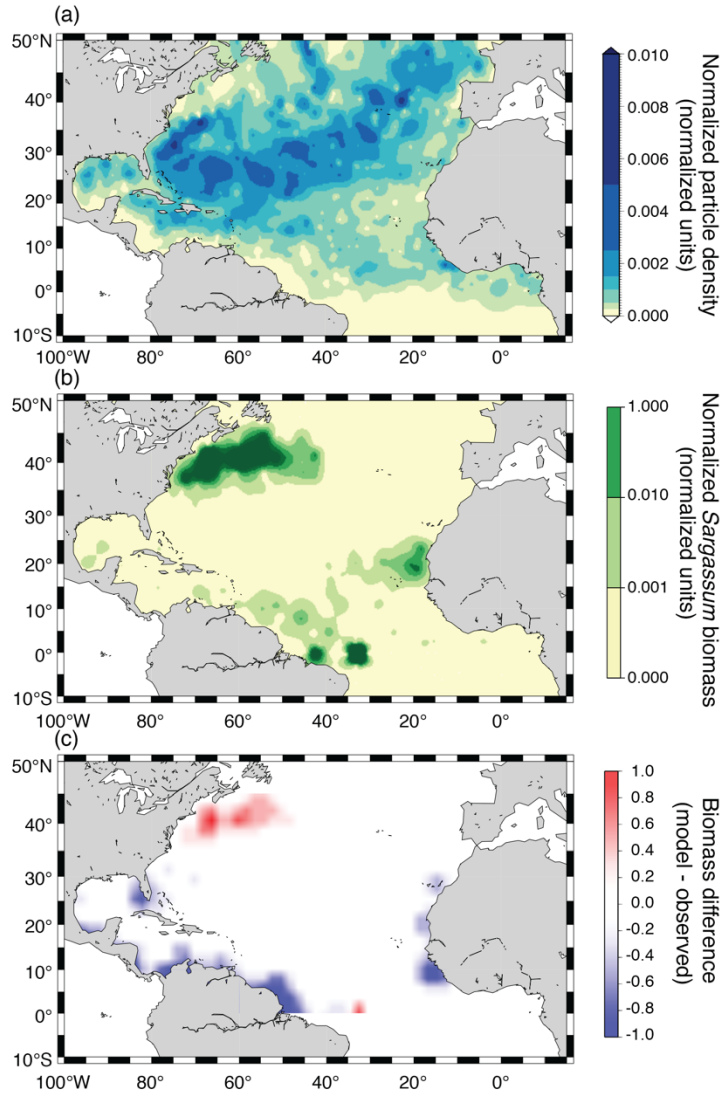 (a)
50°N
40°
30°
20°
10°
0°
10°S
100°W 80° 60° 40° 20° 0°
0.010
0.008
0.006
0.004
0.002
0.000
Normalized particle density
(normalized units)
(b)
50°N
40°
30°
20°
10°
0°
10°S
100°W 80° 60° 40° 20° 0°
1.000
0.010
0.001
0.000
Normalized Sargassum biomass
(normalized units)
(c)
50°N
40°
30°
20°
10°
0°
10°S
100°W 80° 60° 40° 20° 0°
1.0
0.8
0.6
0.4
0.2
0.0
-0.2
-0.4
-0.6
-0.8
-1.0
Biomass difference
(model - observed)